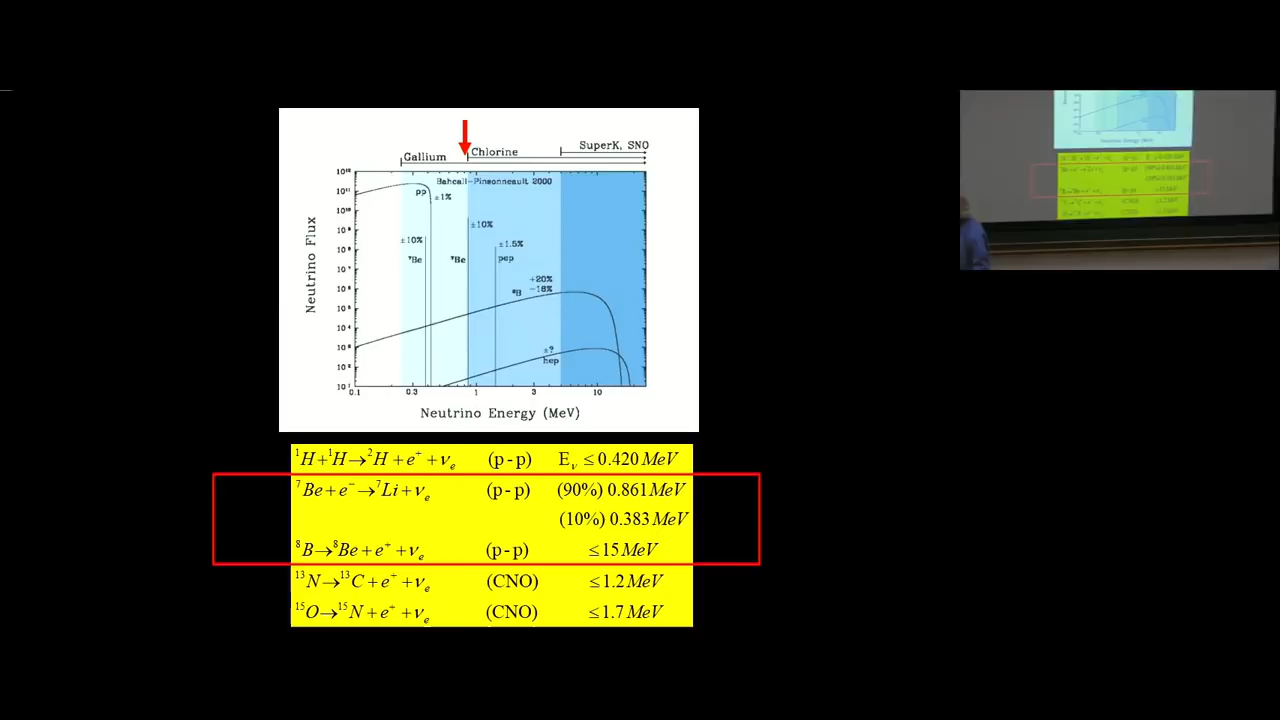 SuperK, SNO
Gallium
Chlorine
Bahcall-Pinsonneault 2000
pp
±1%
±10%
±10%
±1.5%
⁷Be
⁷Be
pep
+20%
⁸B -16%
±?
hep
Neutrino Flux
0.1 0.3 1 3 10
Neutrino Energy (MeV)
¹H+¹H→²H+e⁺+νₑ (p-p) Eᵥ ≤ 0.420 MeV
⁷Be+e⁻→⁷Li+νₑ (p-p) (90%) 0.861 MeV
(10%) 0.383 MeV
⁸B→⁸Be+e⁺+νₑ (p-p) ≤15 MeV
¹³N→¹³C+e⁺+νₑ (CNO) ≤1.2 MeV
¹⁵O→¹⁵N+e⁺+νₑ (CNO) ≤1.7 MeV